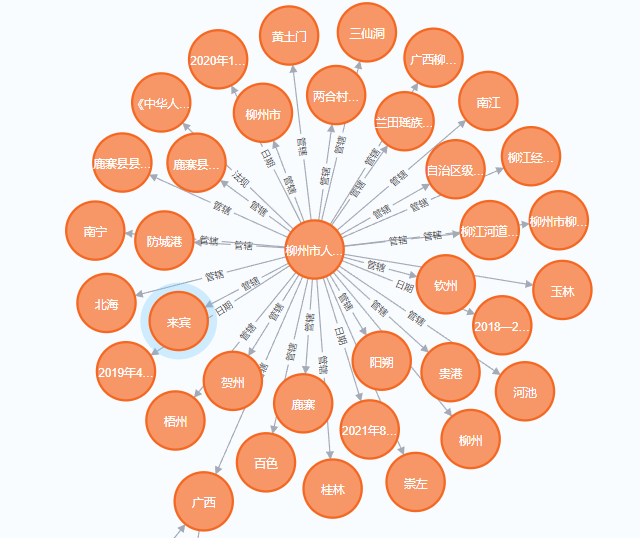 黄土门
三仙洞
2020年1...
广西柳...
《中华人...
柳州市
两合村...
兰田瑶族...
南江
鹿寨县县...
鹿寨县...
自治区级...
柳江经...
日期
管辖
管辖
管辖
管辖
管辖
管辖
管辖
法规
管辖
管辖
管辖
管辖
管辖
南宁
防城港
管辖
管辖
柳州市人...
管辖
管辖
柳江河道...
柳州市柳...
北海
来宾
管辖
管辖
日期
管辖
日期
钦州
玉林
2018—2...
管辖
管辖
管辖
管辖
管辖
管辖
日期
管辖
管辖
2019年4...
贺州
阳朔
贵港
河池
梧州
鹿寨
2021年8...
柳州
百色
桂林
崇左
广西